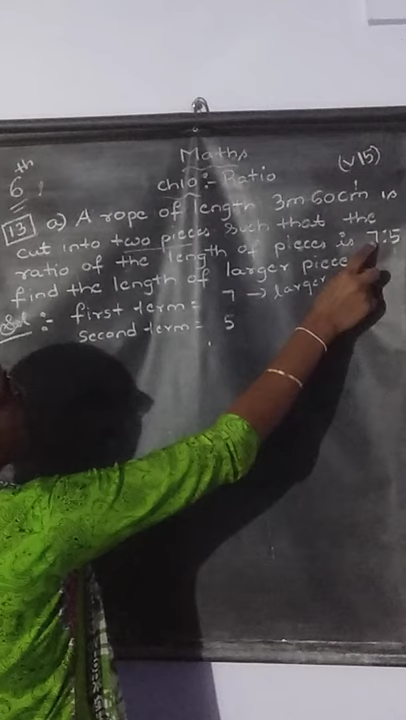 Maths
6th
(V15)
Ch10:- Ratio
13 a) A rope of length 3m 60cm is
cut into two pieces such that the
ratio of the length of pieces is 7:5
find the length of larger piece
Sol:- first term = 7 → larger
second term = 5